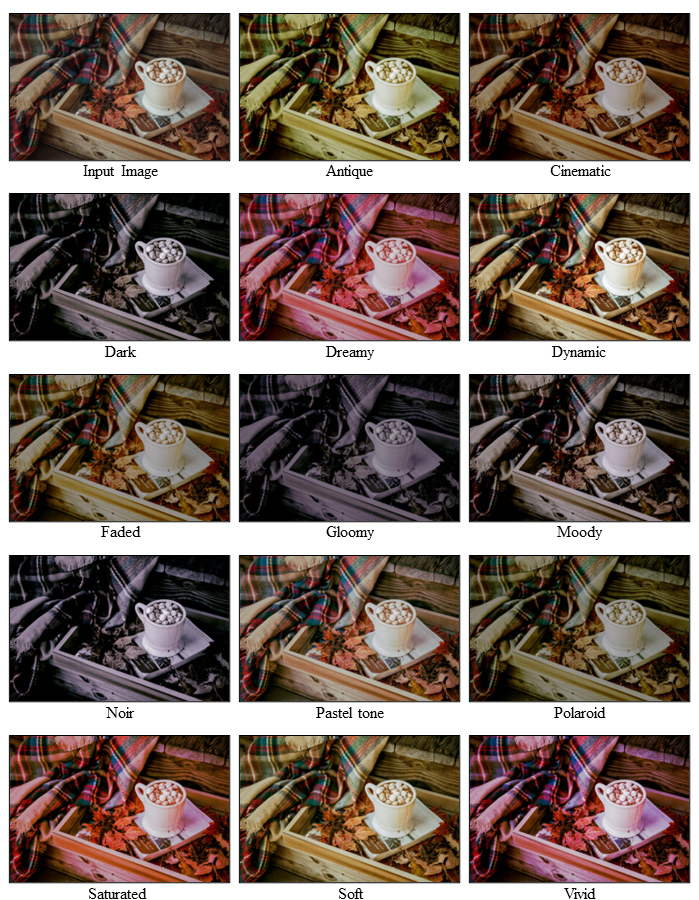 Input Image
Antique
Cinematic
Dark
Dreamy
Dynamic
Faded
Gloomy
Moody
Noir
Pastel tone
Polaroid
Saturated
Soft
Vivid